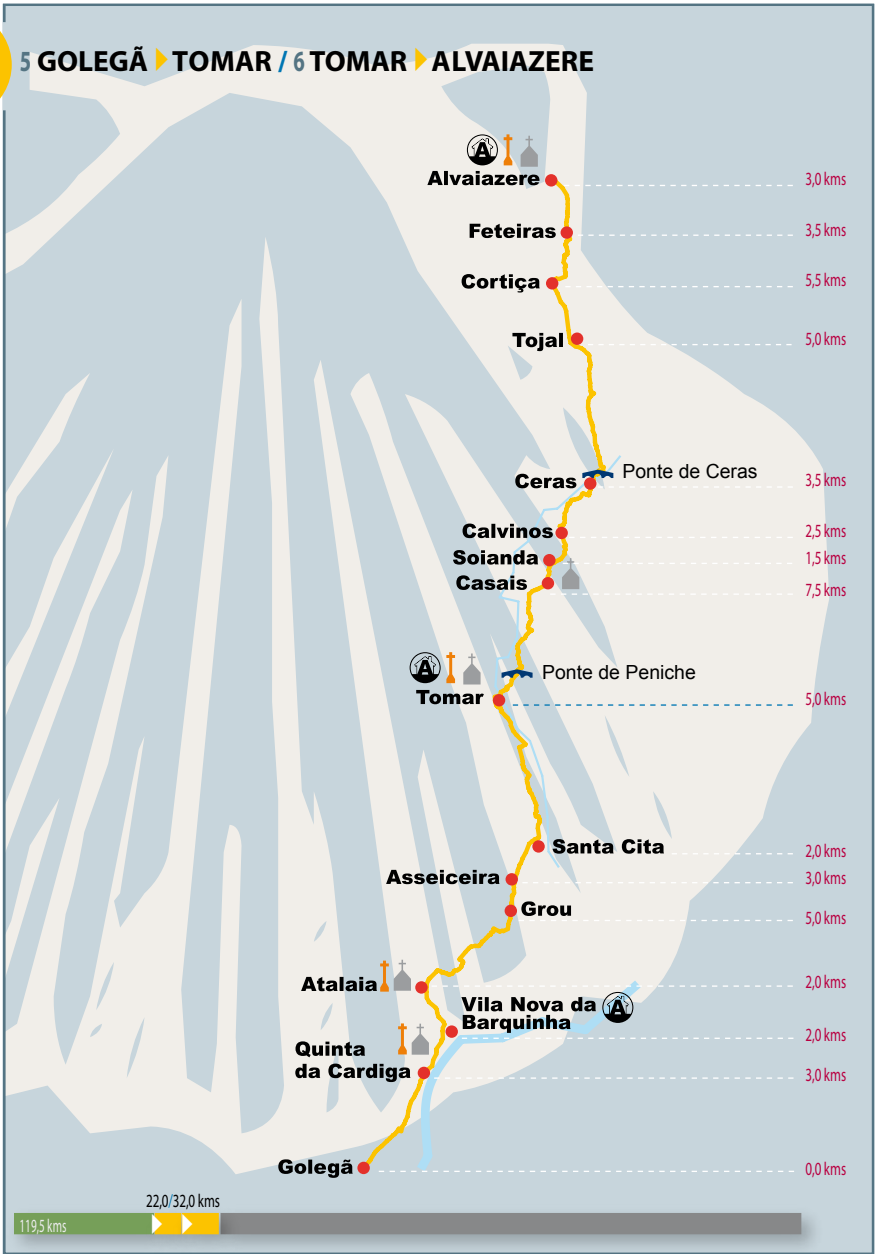 5 GOLEGÃ TOMAR / 6 TOMAR ALVAIAZERE
A
Alvaiazere 3,0 kms
Feteiras 3,5 kms
Cortiça 5,5 kms
Tojal 5,0 kms
Ponte de Ceras
Ceras 3,5 kms
Calvinos 2,5 kms
Soianda 1,5 kms
Casais 7,5 kms
A
Ponte de Peniche
Tomar 5,0 kms
Santa Cita 2,0 kms
Asseiceira 3,0 kms
Grou 5,0 kms
Atalaia 2,0 kms
Vila Nova da A
Barquinha 2,0 kms
Quinta
da Cardiga 3,0 kms
Golegã 0,0 kms
22,0/32,0 kms
119,5 kms